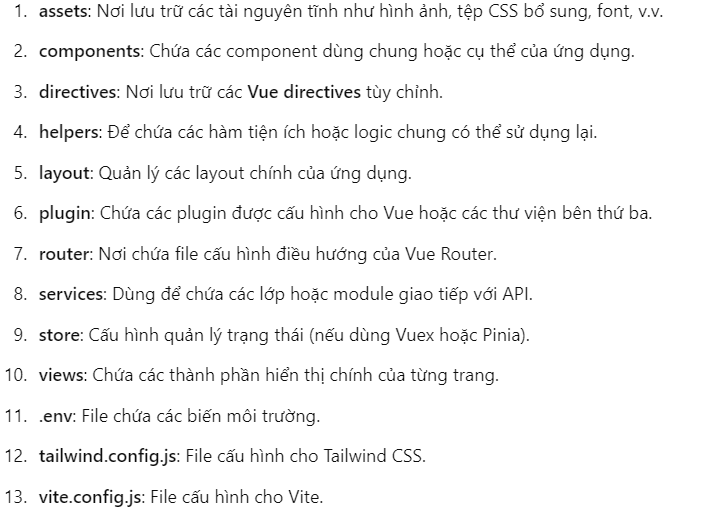 1. assets: Nơi lưu trữ các tài nguyên tĩnh như hình ảnh, tệp CSS bổ sung, font, v.v.
2. components: Chứa các component dùng chung hoặc cụ thể của ứng dụng.
3. directives: Nơi lưu trữ các Vue directives tùy chỉnh.
4. helpers: Để chứa các hàm tiện ích hoặc logic chung có thể sử dụng lại.
5. layout: Quản lý các layout chính của ứng dụng.
6. plugin: Chứa các plugin được cấu hình cho Vue hoặc các thư viện bên thứ ba.
7. router: Nơi chứa file cấu hình điều hướng của Vue Router.
8. services: Dùng để chứa các lớp hoặc module giao tiếp với API.
9. store: Cấu hình quản lý trạng thái (nếu dùng Vuex hoặc Pinia).
10. views: Chứa các thành phần hiển thị chính của từng trang.
11. .env: File chứa các biến môi trường.
12. tailwind.config.js: File cấu hình cho Tailwind CSS.
13. vite.config.js: File cấu hình cho Vite.